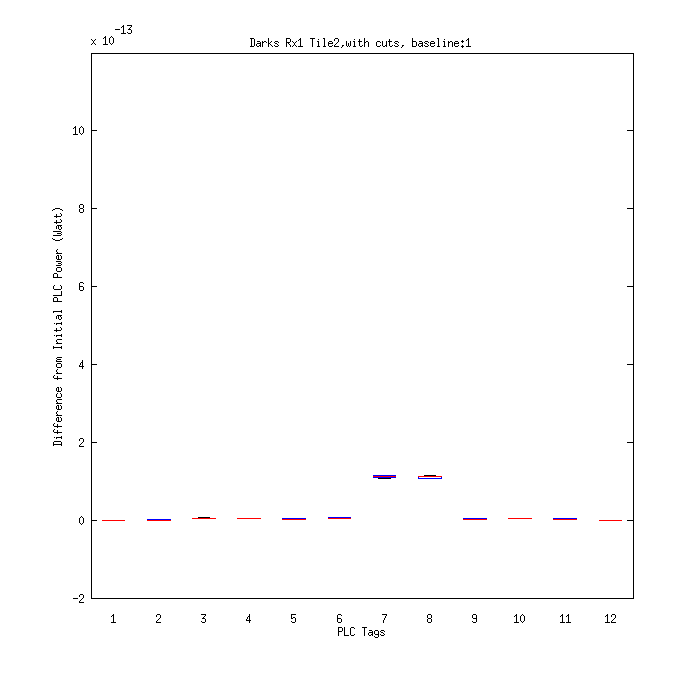 x 10-13
Darks Rx1 Tile2,with cuts, baseline:1
10
8
6
4
2
0
-2
Difference from Initial PLC Power (Watt)
1 2 3 4 5 6 7 8 9 10 11 12
PLC Tags